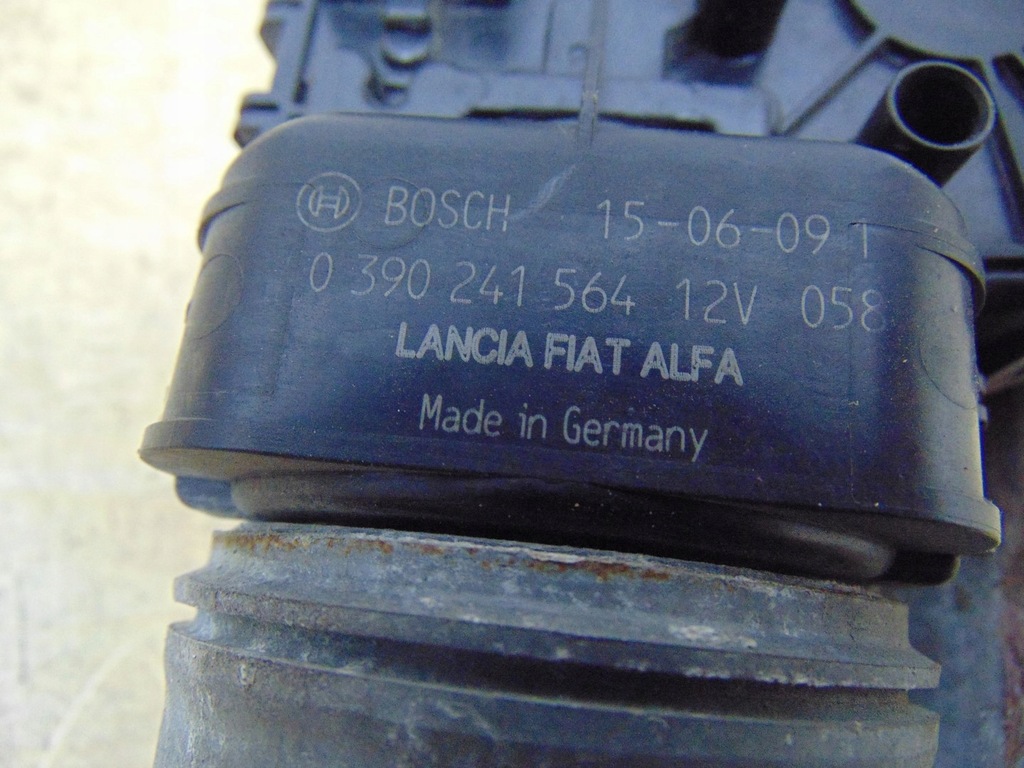 BOSCH 15-06-09 1
0 390 241 564 12V 058
LANCIA FIAT ALFA
Made in Germany